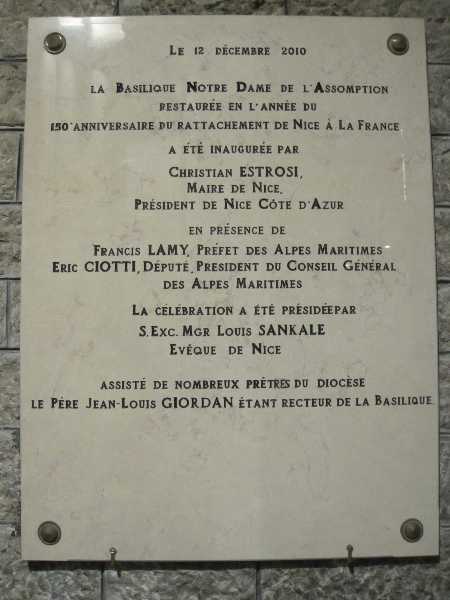 Le 12 décembre 2010
la Basilique Notre Dame de l'Assomption
restaurée en l'année du
150°anniversaire du rattachement de Nice à La France
a été inaugurée par
Christian ESTROSI,
Maire de Nice,
Président de Nice Côte d'Azur
en présence de
Francis LAMY, Préfet des Alpes Maritimes
Eric CIOTTI, Député, President du Conseil Général
des Alpes Maritimes
La célébration a été présidéepar
S.Exc. Mgr Louis SANKALE
Evêque de Nice
assisté de nombreux prêtres du diocèse
le Père Jean-Louis GIORDAN étant recteur de la Basilique